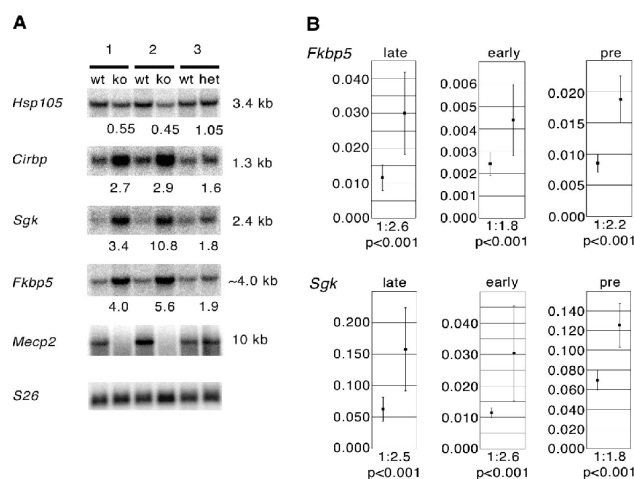 A
1 2 3
wt ko wt ko wt het
Hsp105 3.4 kb
0.55 0.45 1.05
Cirbp 1.3 kb
2.7 2.9 1.6
Sgk 2.4 kb
3.4 10.8 1.8
Fkbp5 ~4.0 kb
4.0 5.6 1.9
Mecp2 10 kb
S26
B
Fkbp5 late early pre
0.040
0.030
0.020
0.010
0.000
1:2.6
p<0.001
0.006
0.005
0.004
0.003
0.002
0.001
0.000
1:1.8
p<0.001
0.020
0.015
0.010
0.005
0.000
1:2.2
p<0.001
Sgk late early pre
0.200
0.150
0.100
0.050
0.000
1:2.5
p<0.001
0.040
0.030
0.020
0.010
0.000
1:2.6
p<0.001
0.140
0.120
0.100
0.080
0.060
0.040
0.020
0.000
1:1.8
p<0.001